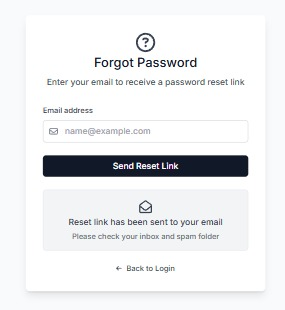 Forgot Password
Enter your email to receive a password reset link
Email address
name@example.com
Send Reset Link
Reset link has been sent to your email
Please check your inbox and spam folder
← Back to Login